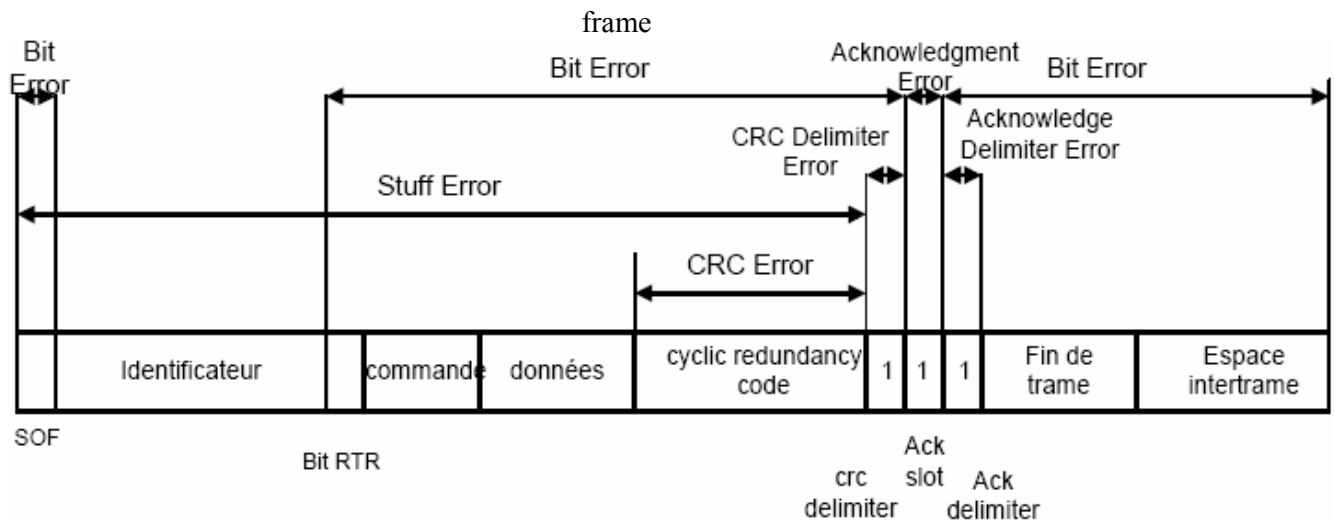 frame
Bit
Error
Bit Error
Acknowledgment
Error
Bit Error
CRC Delimiter
Error
Acknowledge
Delimiter Error
Stuff Error
CRC Error
Identificateur
commande
données
cyclic redundancy
code
1
1
1
Fin de
trame
Espace
intertrame
SOF
Bit RTR
crc
delimiter
Ack
slot
Ack
delimiter